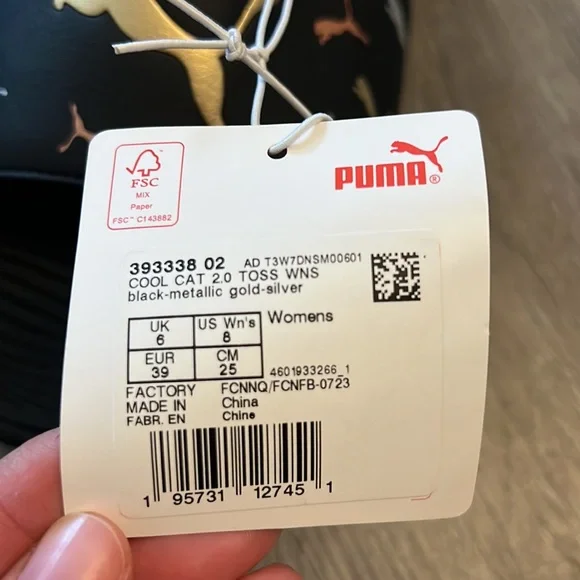 FSC
MIX
Paper
FSC™ C143882
PUMA®
393338 02 AD T3W7DNSM00601
COOL CAT 2.0 TOSS WNS
black-metallic gold-silver
UK 6
US Wn's 8
Womens
EUR 39
CM 25
4601933266_1
FACTORY FCNNQ/FCNFB-0723
MADE IN China
FABR. EN Chine
1 95731 12745 1